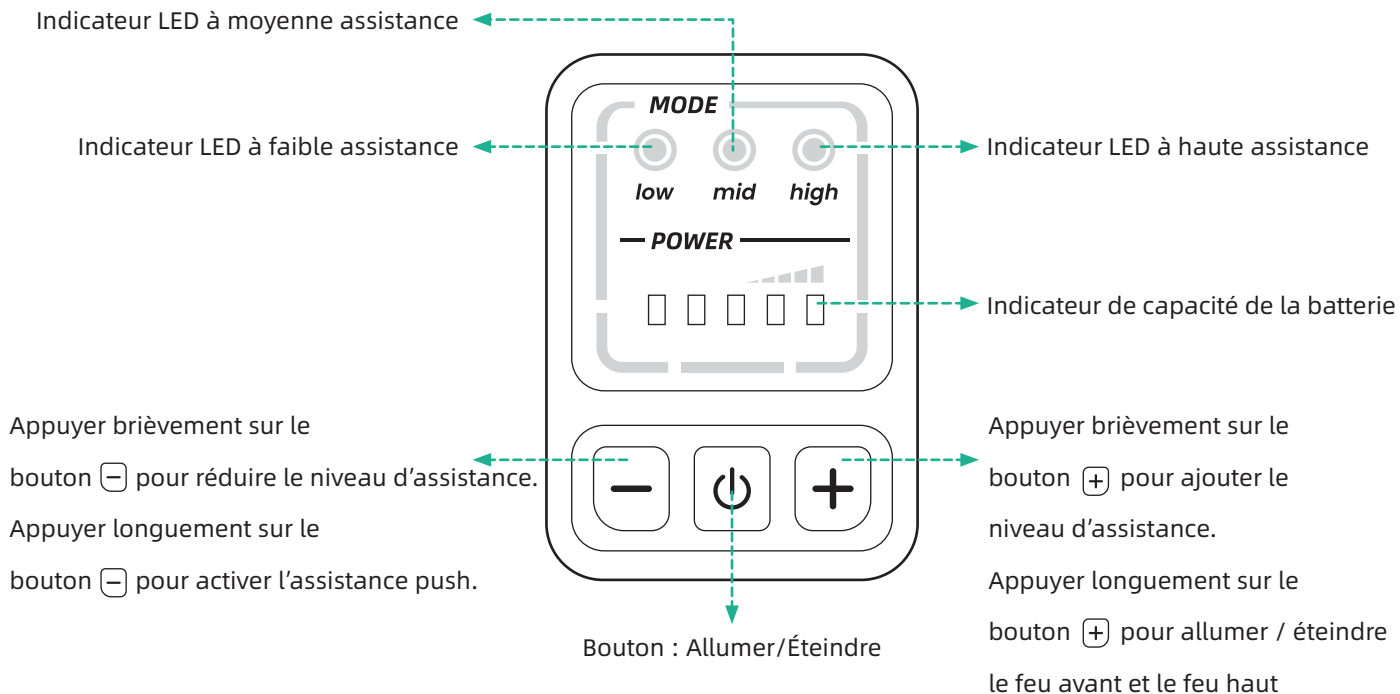 Indicateur LED à moyenne assistance
MODE
Indicateur LED à faible assistance
Indicateur LED à haute assistance
low mid high
POWER
Indicateur de capacité de la batterie
Appuyer brièvement sur le
bouton − pour réduire le niveau d'assistance.
Appuyer longuement sur le
bouton − pour activer l'assistance push.
Appuyer brièvement sur le
bouton + pour ajouter le
niveau d'assistance.
Appuyer longuement sur le
bouton + pour allumer / éteindre
le feu avant et le feu haut
Bouton : Allumer/Éteindre